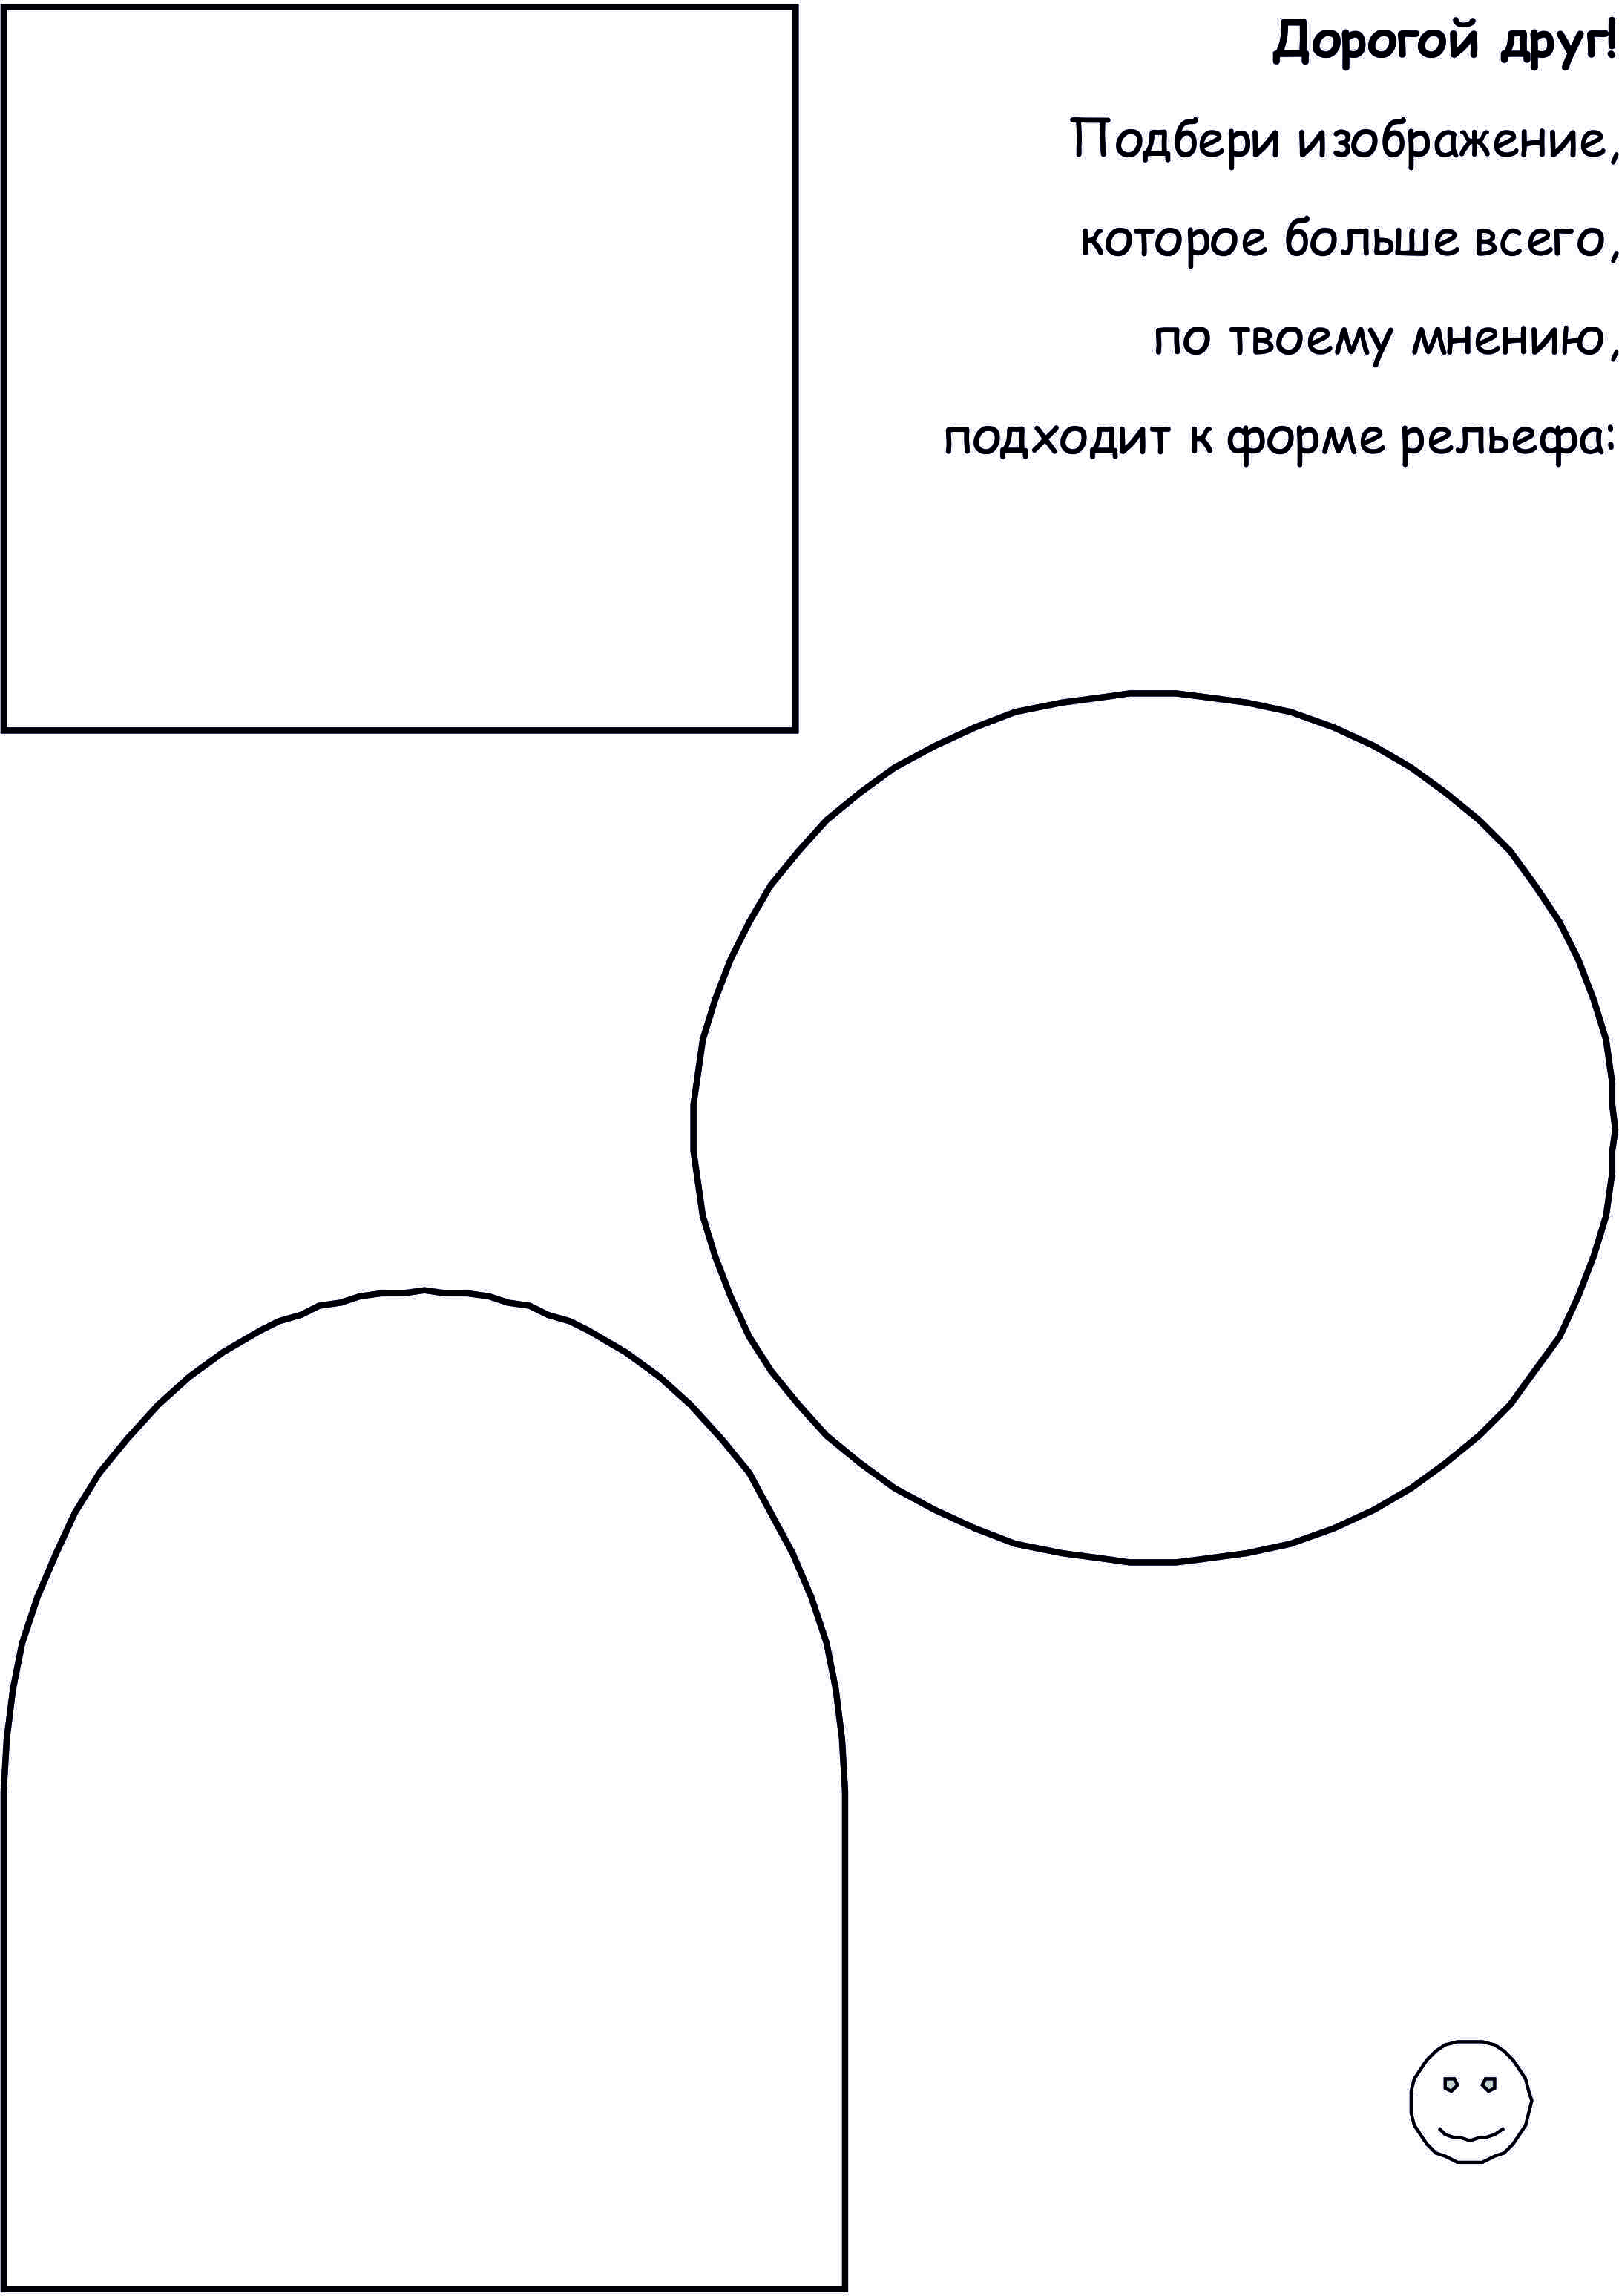 Дорогой друг!
Подбери изображение,
которое больше всего,
по твоему мнению,
подходит к форме рельефа: